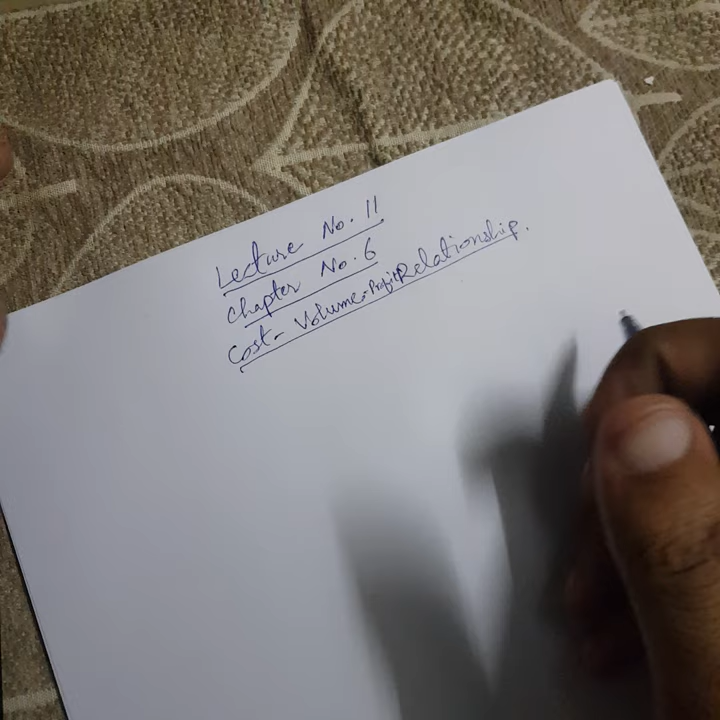 Lecture No. 11
Chapter No. 6
Cost- Volume-Profit Relationship.